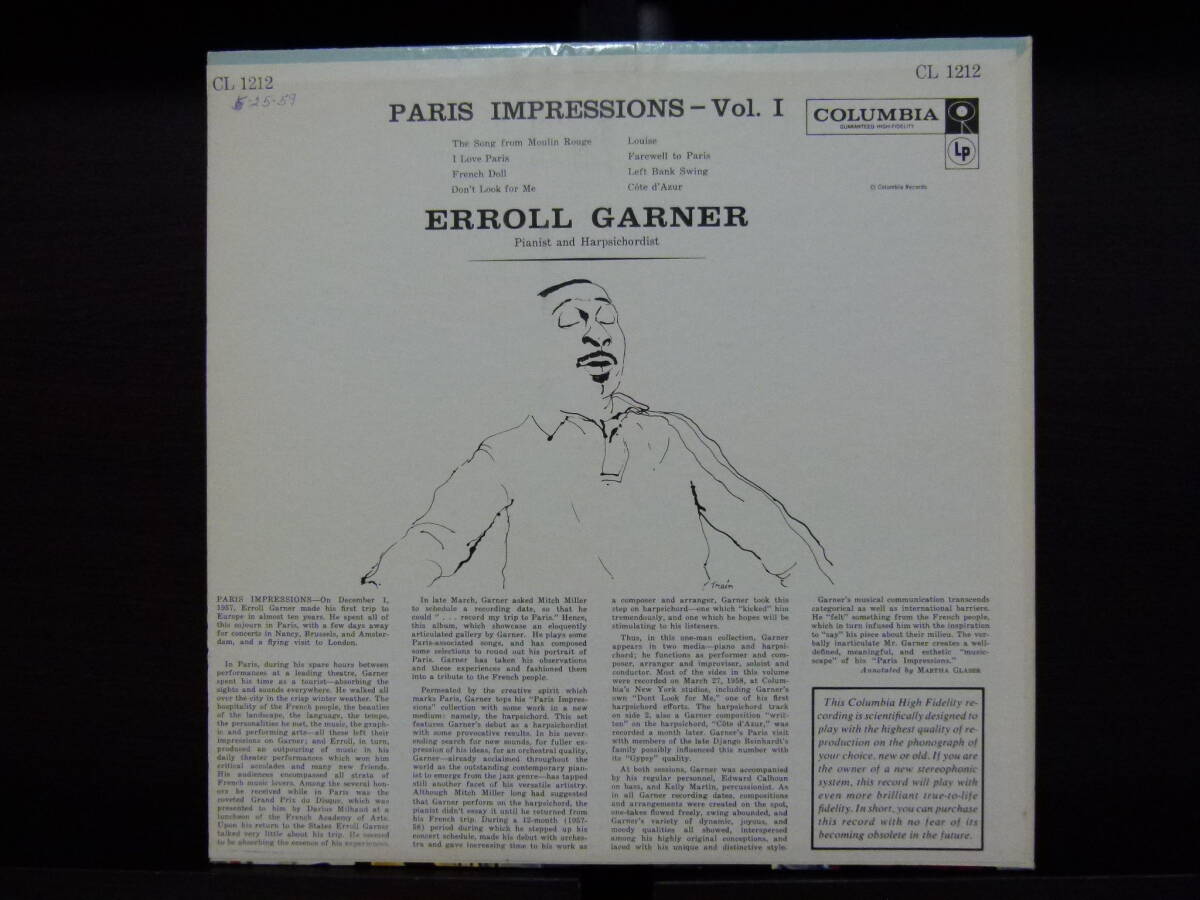 CL 1212
5-25-59
CL 1212
PARIS IMPRESSIONS – Vol. I
COLUMBIA
GUARANTEED HIGH-FIDELITY
Lp
The Song from Moulin Rouge
I Love Paris
French Doll
Don't Look for Me
Louise
Farewell to Paris
Left Bank Swing
Côte d'Azur
© Columbia Records
ERROLL GARNER
Pianist and Harpsichordist
PARIS IMPRESSIONS—On December 1,
1957, Erroll Garner made his first trip to
Europe in almost ten years. He spent all of
this sojourn in Paris, with a few days away
for concerts in Nancy, Brussels, and Amster-
dam, and a flying visit to London.
In Paris, during his spare hours between
performances at a leading theatre, Garner
spent his time as a tourist—absorbing the
sights and sounds everywhere. He walked all
over the city in the crisp winter weather. The
hospitality of the French people, the beauties
of the landscape, the language, the tempo,
the personalities he met, the music, the graph-
ic and performing arts—all these left their
impressions on Garner; and Erroll, in turn,
produced an outpouring of music in his
daily theater performances which won him
critical accolades and many new friends.
His audiences encompassed all strata of
French music lovers. Among the several hon-
ors he received while in Paris was the
coveted Grand Prix du Disque, which was
presented to him by Darius Milhaud at a
luncheon of the French Academy of Arts.
Upon his return to the States Erroll Garner
talked very little about his trip. He seemed
to be absorbing the essence of his experiences.
In late March, Garner asked Mitch Miller
to schedule a recording date, so that he
could ". . . record my trip to Paris." Hence,
this album, which showcase an eloquently
articulated gallery by Garner. He plays some
Paris-associated songs, and has composed
some selections to round out his portrait of
Paris. Garner has taken his observations
and these experiences and fashioned them
into a tribute to the French people.
Permeated by the creative spirit which
marks Paris, Garner tops his "Paris Impres-
sions" collection with some work in a new
medium: namely, the harpsichord. This set
features Garner's debut as a harpsichordist
with some provocative results. In his never-
ending search for new sounds, for fuller ex-
pression of his ideas, for an orchestral quality,
Garner—already acclaimed throughout the
world as the outstanding contemporary pian-
ist to emerge from the jazz genre—has tapped
still another facet of his versatile artistry.
Although Mitch Miller long had suggested
that Garner perform on the harpsichord, the
pianist didn't essay it until he returned from
his French trip. During a 12-month (1957-
58) period during which he stepped up his
concert schedule, made his debut with orches-
tra and gave increasing time to his work as
a composer and arranger, Garner took this
step on harpsichord—one which "kicked" him
tremendously, and one which he hopes will be
stimulating to his listeners.
Thus, in this one-man collection, Garner
appears in two media—piano and harpsi-
chord; he functions as performer and com-
poser, arranger and improviser, soloist and
conductor. Most of the sides in this volume
were recorded on March 27, 1958, at Colum-
bia's New York studios, including Garner's
own "Dont Look for Me," one of his first
harpsichord efforts. The harpsichord track
on side 2, also a Garner composition "writ-
ten" on the harpsichord, "Côte d'Azur," was
recorded a month later. Garner's Paris visit
with members of the late Django Reinhardt's
family possibly influenced this number with
its "Gypsy" quality.
At both sessions, Garner was accompanied
by his regular personnel, Edward Calhoun
on bass, and Kelly Martin, percussionist. As
in all Garner recording dates, compositions
and arrangements were created on the spot,
one-takes flowed freely, swing abounded, and
Garner's variety of dynamic, joyous, and
moody qualities all showed, interspersed
among his highly original conceptions, and
laced with his unique and distinctive style.
Garner's musical communication transcends
categorical as well as international barriers.
He "felt" something from the French people,
which in turn infused him with the inspiration
to "say" his piece about their milieu. The ver-
bally inarticulate Mr. Garner creates a well-
defined, meaningful, and esthetic "music-
scape" of his "Paris Impressions."
Annotated by MARTHA GLASER
This Columbia High Fidelity re-
cording is scientifically designed to
play with the highest quality of re-
production on the phonograph of
your choice, new or old. If you are
the owner of a new stereophonic
system, this record will play with
even more brilliant true-to-life
fidelity. In short, you can purchase
this record with no fear of its
becoming obsolete in the future.